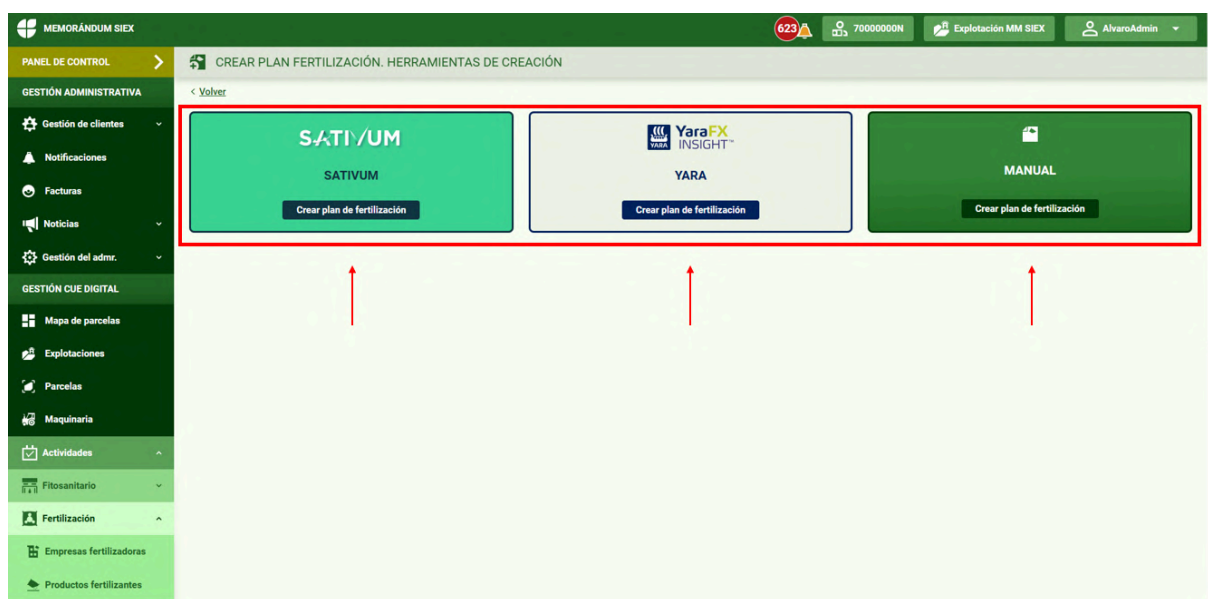 MEMORÁNDUM SIEX
623
70000000N
Explotación MM SIEX
AlvaroAdmin
PANEL DE CONTROL
CREAR PLAN FERTILIZACIÓN. HERRAMIENTAS DE CREACIÓN
GESTIÓN ADMINISTRATIVA
< Volver
Gestión de clientes
Notificaciones
Facturas
Noticias
Gestión del admr.
GESTIÓN CUE DIGITAL
Mapa de parcelas
Explotaciones
Parcelas
Maquinaria
Actividades
Fitosanitario
Fertilización
Empresas fertilizadoras
Productos fertilizantes
SATIVUM
SATIVUM
Crear plan de fertilización
YARA
YaraFX
INSIGHT™
YARA
Crear plan de fertilización
MANUAL
Crear plan de fertilización